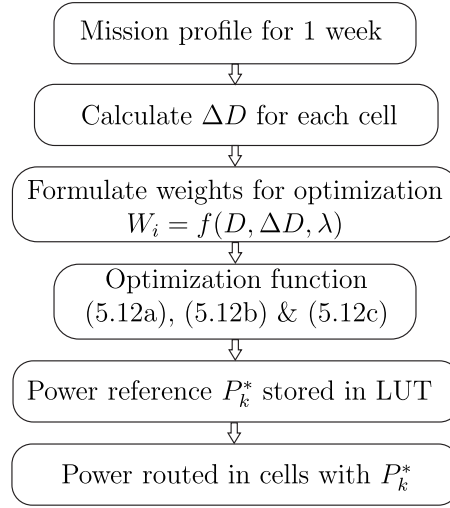 Mission profile for 1 week
Calculate ΔD for each cell
Formulate weights for optimization
W_i = f(D, ΔD, λ)
Optimization function
(5.12a), (5.12b) & (5.12c)
Power reference P_k^* stored in LUT
Power routed in cells with P_k^*